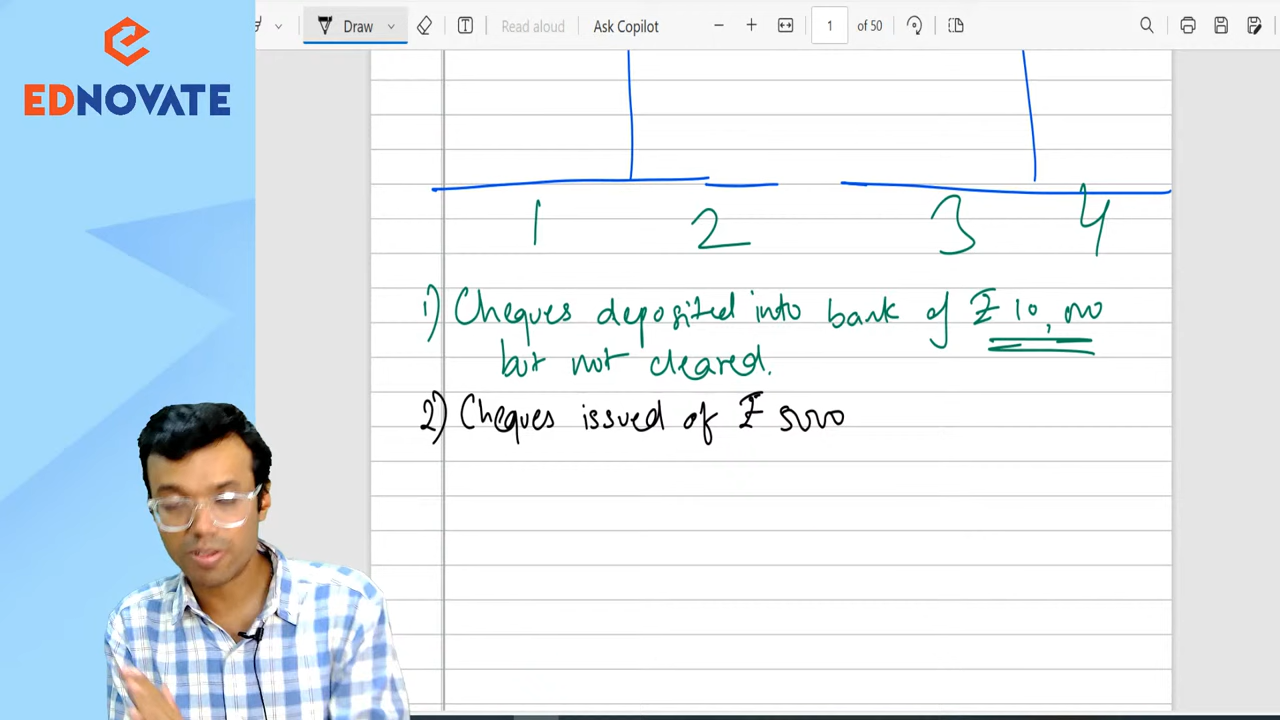 Draw
Read aloud
Ask Copilot
1
of 50
EDNOVATE
1 2 3 4
1) Cheques deposited into bank of ₹ 10,000
but not cleared.
2) Cheques issued of ₹ 5000